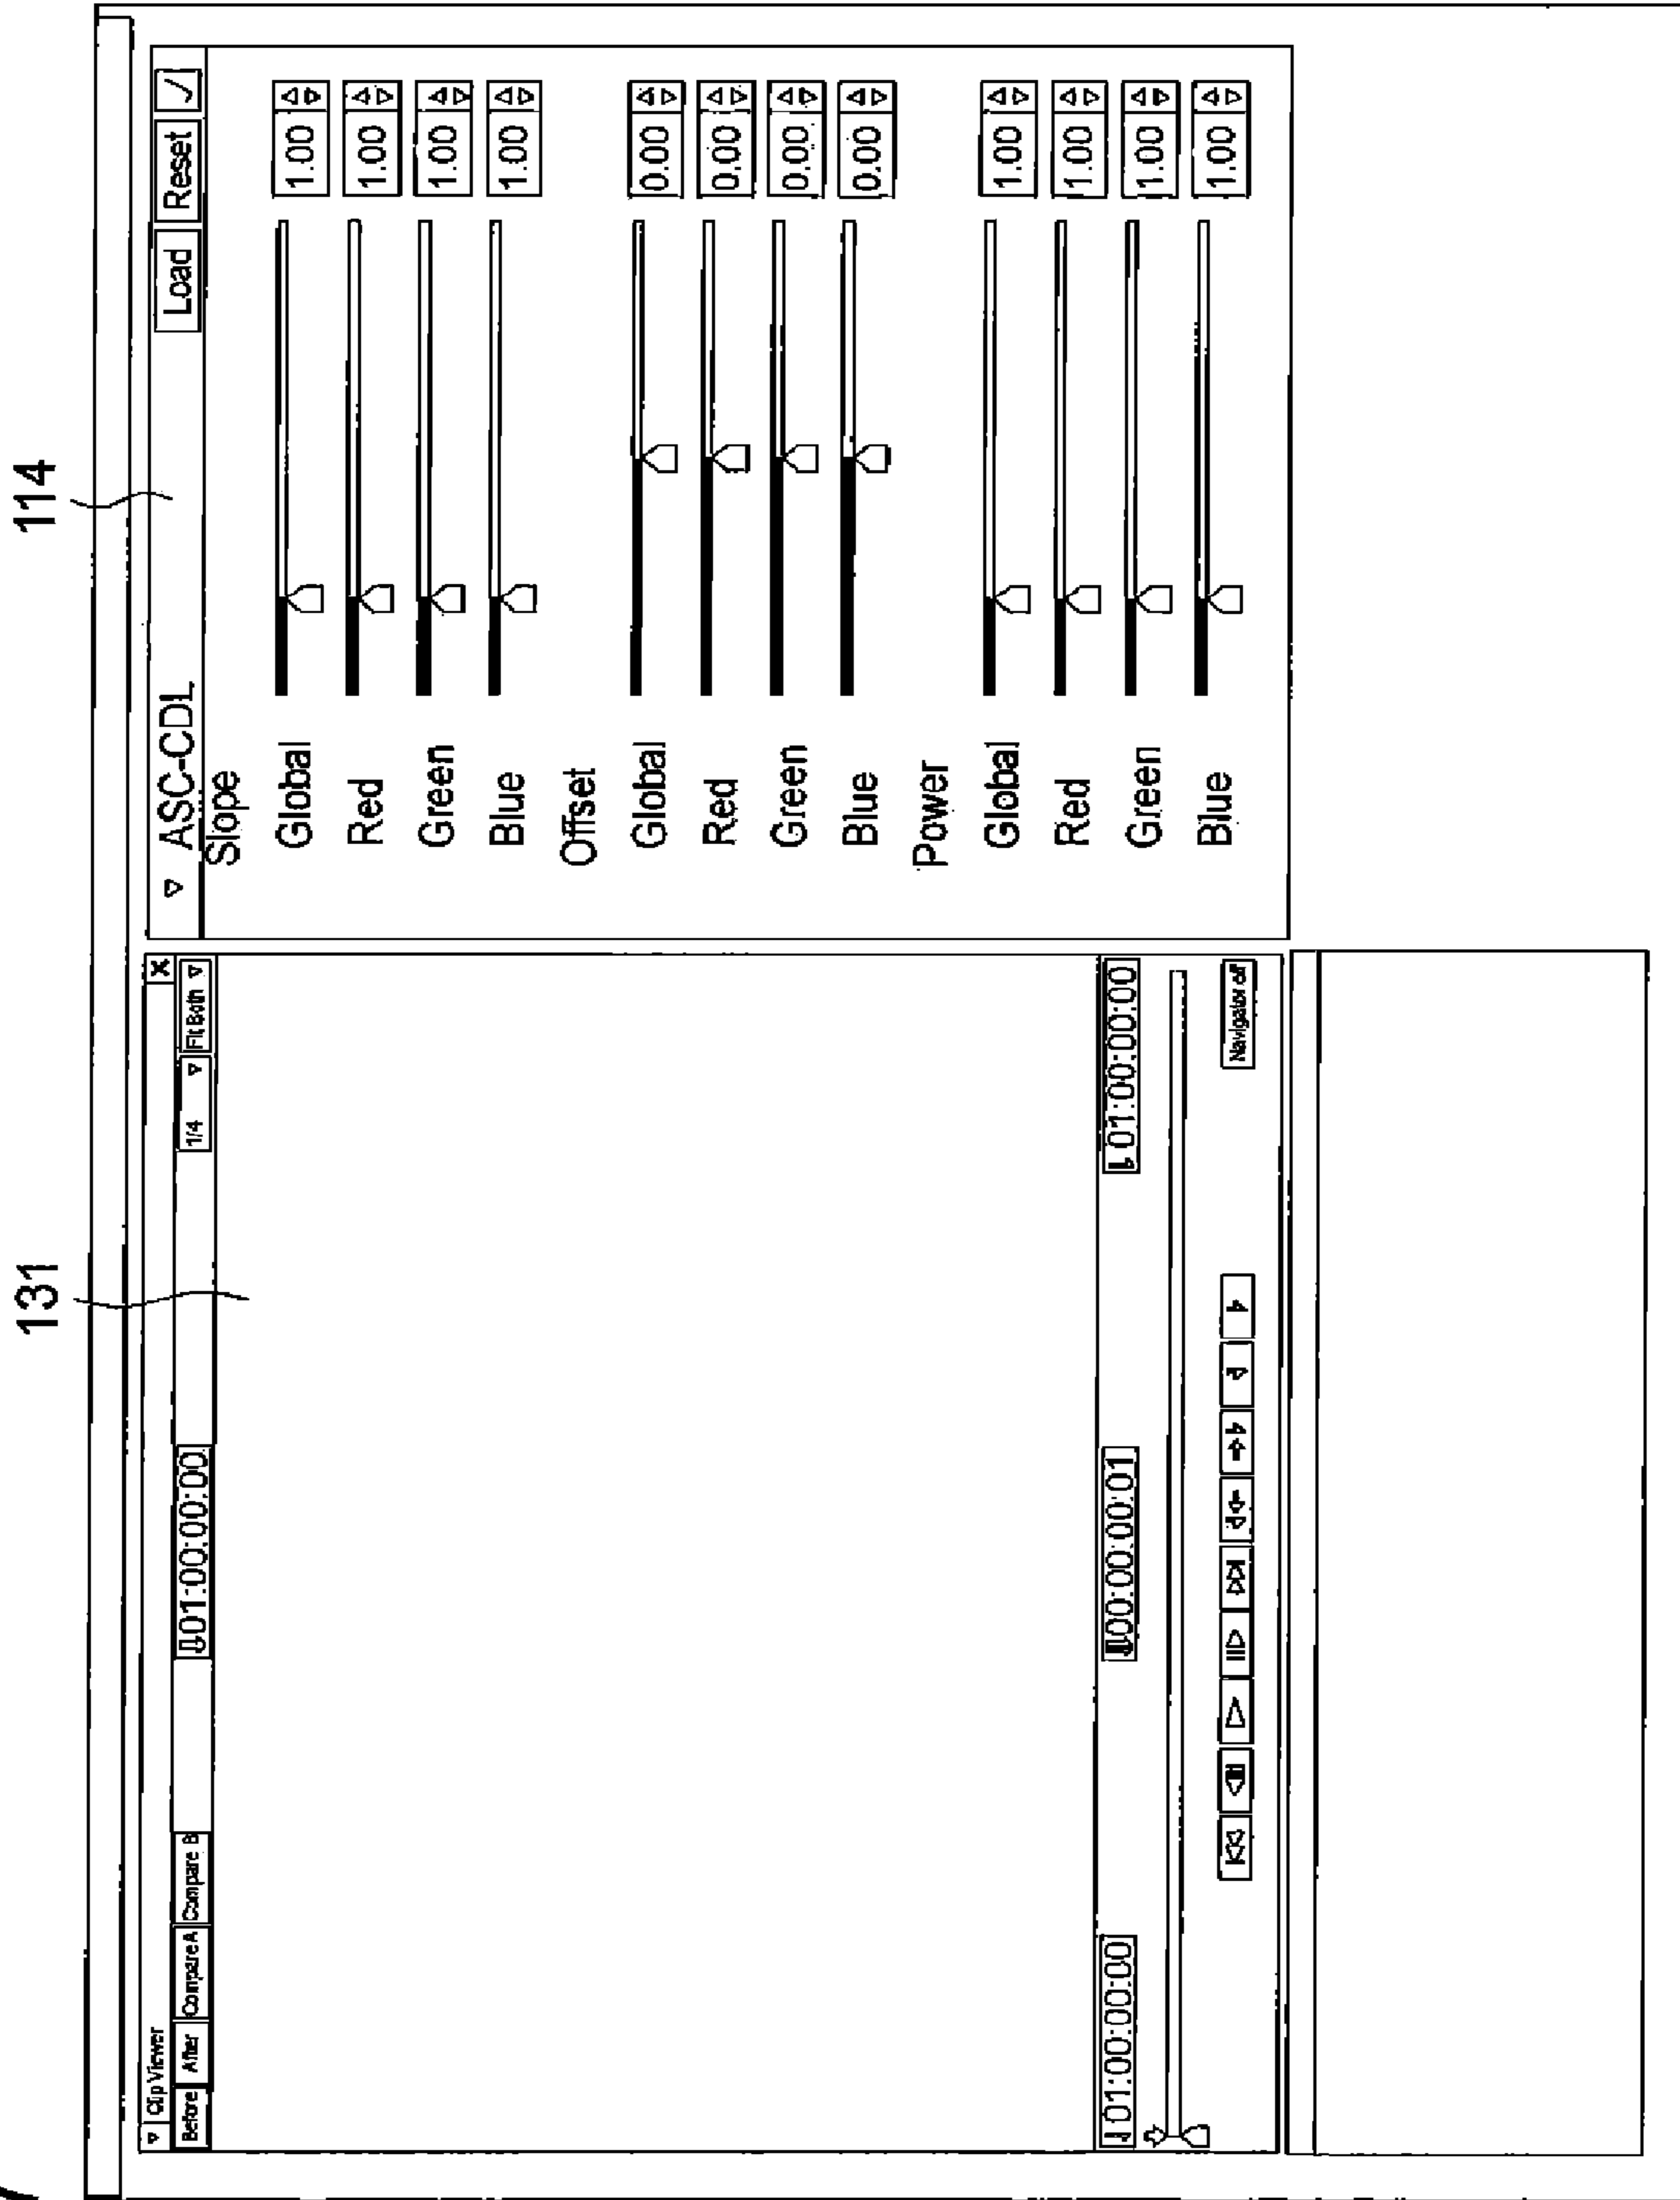 131
114
Clip Viewer X
Before After Compare A Compare B 01:00:00:00 1/4 Fit Both
01:00:00:00 00:00:00:01 01:00:00:00
Navigator off
ASC-CDL Load Reset
Slope
Global 1.00
Red 1.00
Green 1.00
Blue 1.00
Offset
Global 0.00
Red 0.00
Green 0.00
Blue 0.00
Power
Global 1.00
Red 1.00
Green 1.00
Blue 1.00